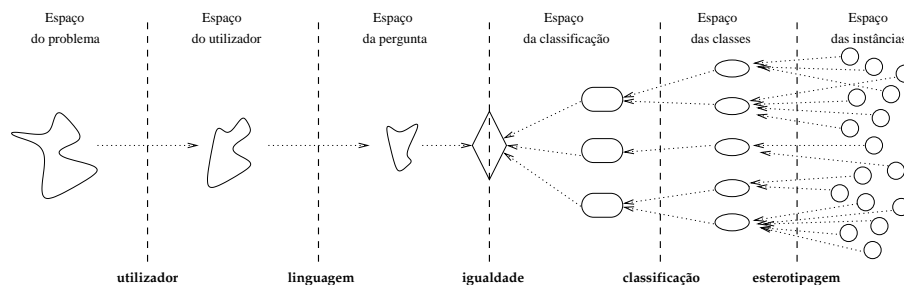 Espaço
do problema
Espaço
do utilizador
Espaço
da pergunta
Espaço
da classificação
Espaço
das classes
Espaço
das instâncias
utilizador
linguagem
igualdade
classificação
esterotipagem